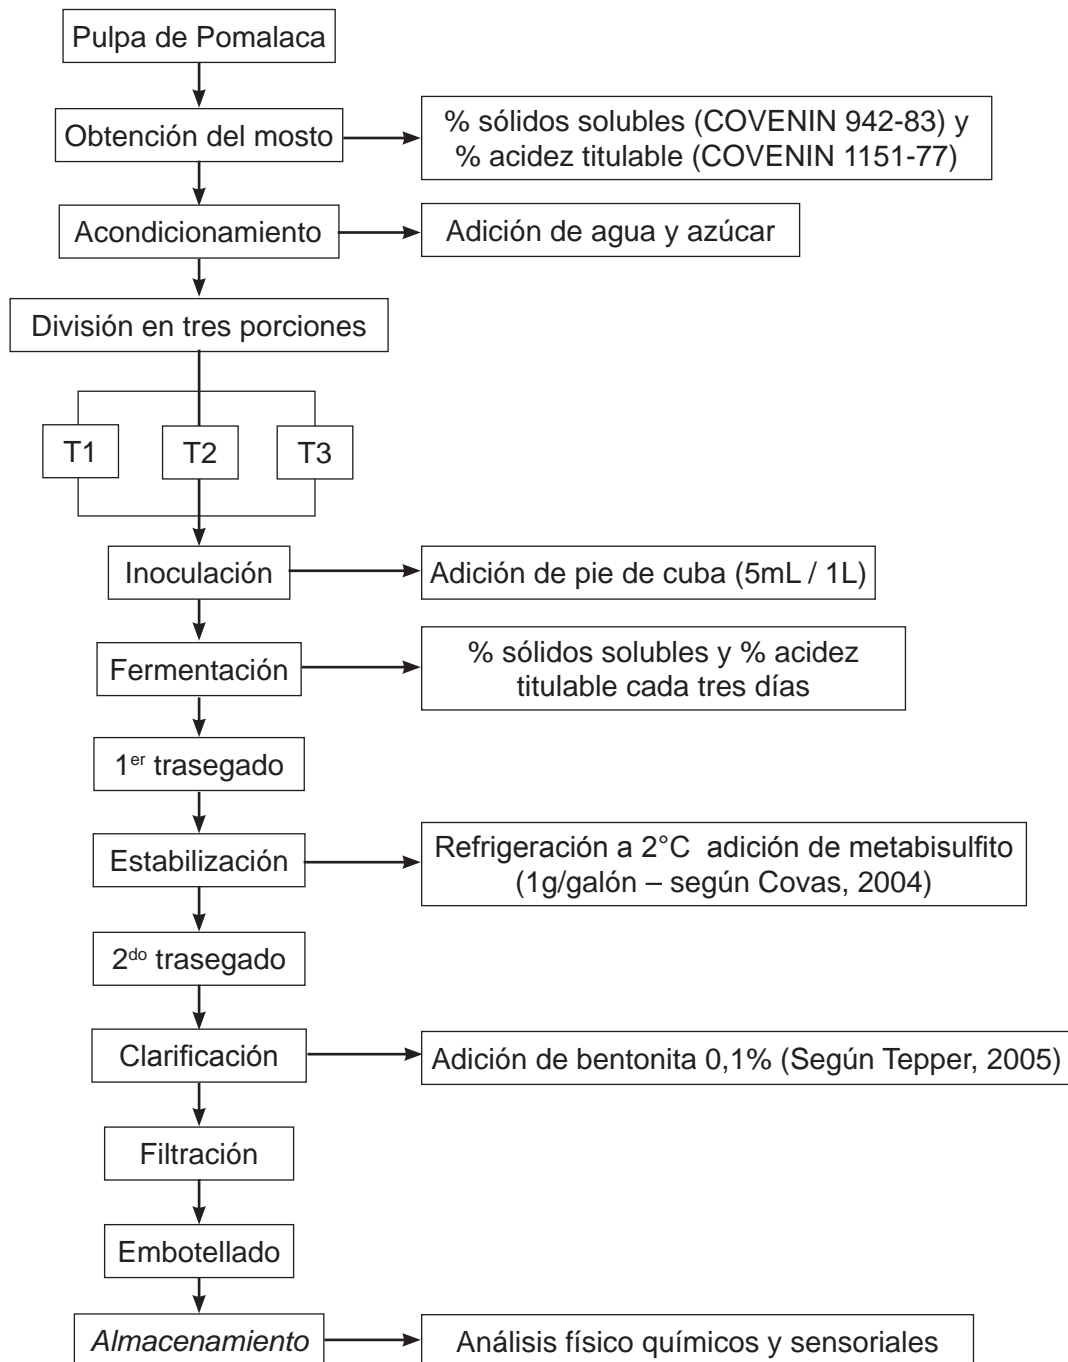 Pulpa de Pomalaca
Obtención del mosto
% sólidos solubles (COVENIN 942-83) y
% acidez titulable (COVENIN 1151-77)
Acondicionamiento
Adición de agua y azúcar
División en tres porciones
T1
T2
T3
Inoculación
Adición de pie de cuba (5mL / 1L)
Fermentación
% sólidos solubles y % acidez
titulable cada tres días
1er trasegado
Estabilización
Refrigeración a 2°C adición de metabisulfito
(1g/galón – según Covas, 2004)
2do trasegado
Clarificación
Adición de bentonita 0,1% (Según Tepper, 2005)
Filtración
Embotellado
Almacenamiento
Análisis físico químicos y sensoriales